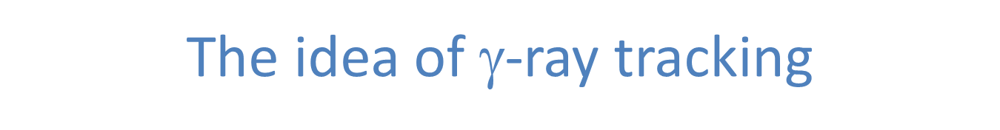 The idea of γ-ray tracking